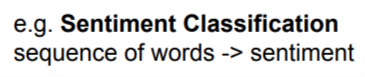 e.g. Sentiment Classification
sequence of words -> sentiment